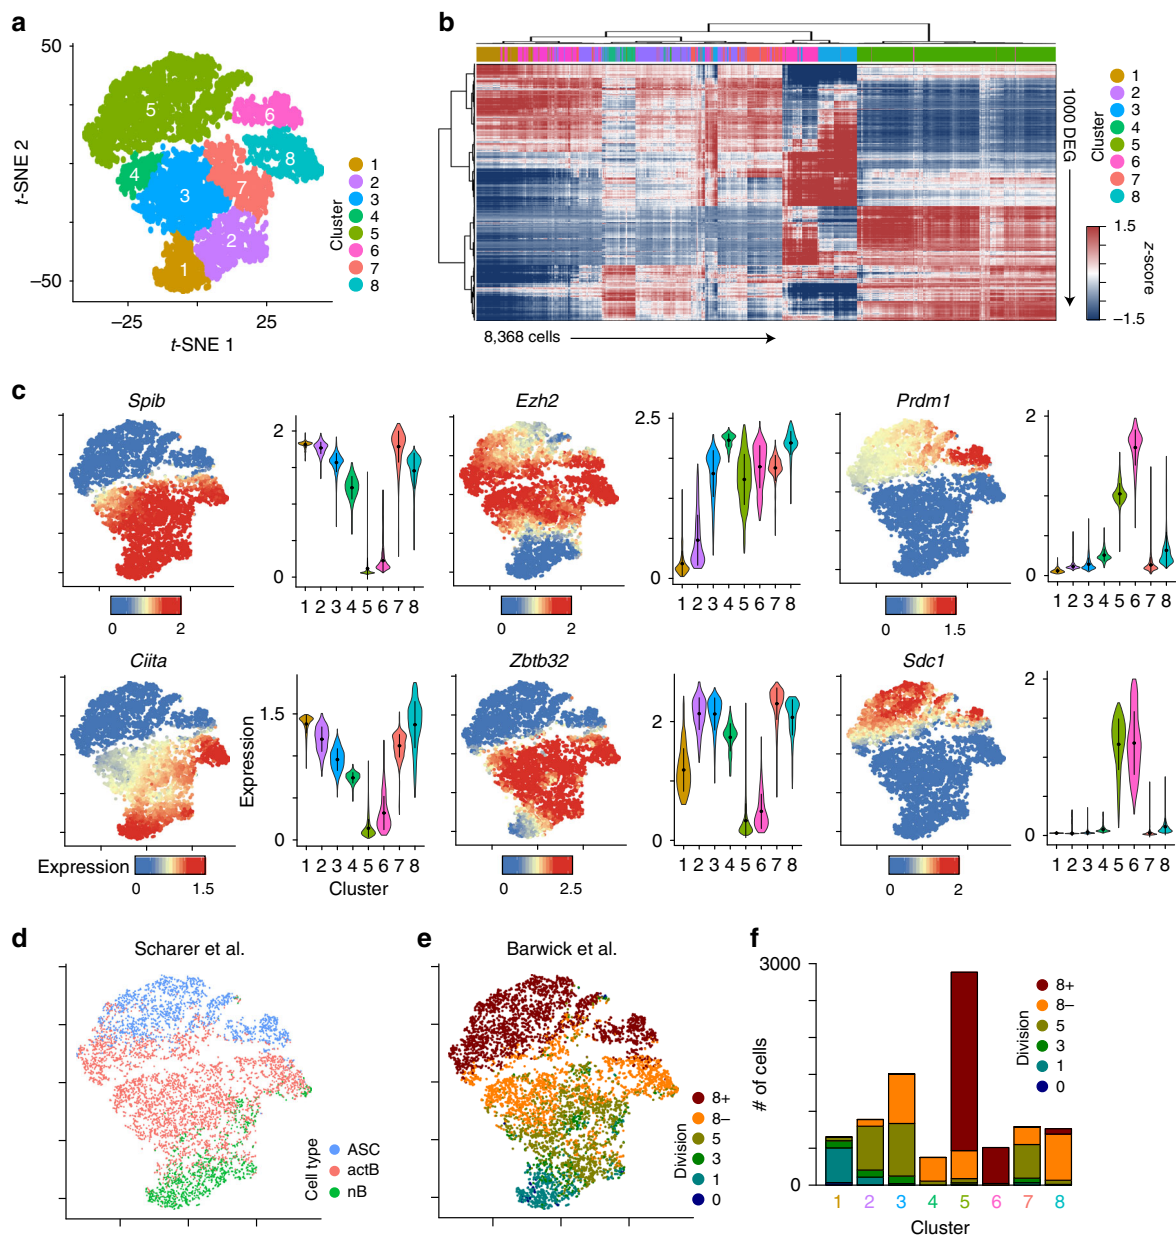 a
50
−50
t-SNE 2
−25
25
t-SNE 1
1
2
3
4
5
6
7
8
Cluster
1
2
3
4
5
6
7
8
b
8,368 cells
1000 DEG
Cluster
1
2
3
4
5
6
7
8
1.5
−1.5
z-score
c
Spib
0
2
2
0
1 2 3 4 5 6 7 8
Ezh2
0
2
2.5
0
1 2 3 4 5 6 7 8
Prdm1
0
1.5
2
0
1 2 3 4 5 6 7 8
Ciita
Expression
0
1.5
Expression
1.5
0
1 2 3 4 5 6 7 8
Cluster
Zbtb32
0
2.5
2
0
1 2 3 4 5 6 7 8
Sdc1
0
2
2
0
1 2 3 4 5 6 7 8
d
Scharer et al.
Cell type
ASC
actB
nB
e
Barwick et al.
Division
8+
8−
5
3
1
0
f
3000
0
# of cells
1 2 3 4 5 6 7 8
Cluster
Division
8+
8−
5
3
1
0